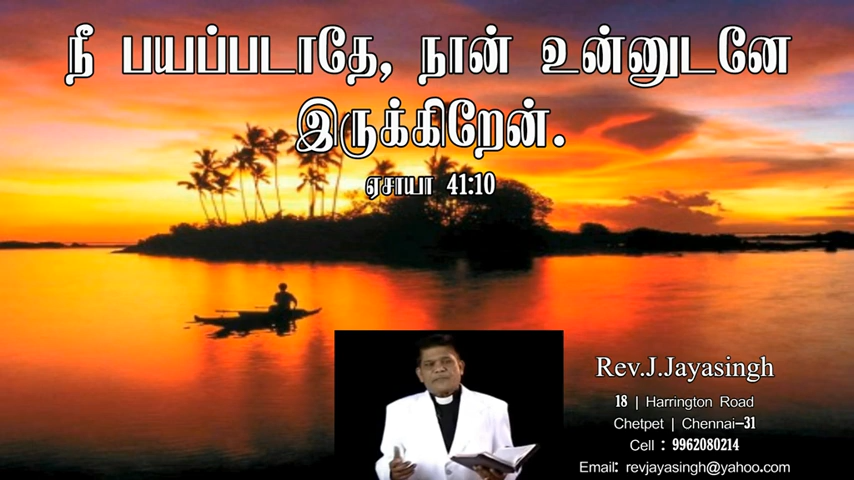 நீ பயப்படாதே, நான் உன்னுடனே
இருக்கிறேன்.
ஏசாயா 41:10
Rev.J.Jayasingh
18 | Harrington Road
Chetpet | Chennai-31
Cell : 9962080214
Email: revjayasingh@yahoo.com